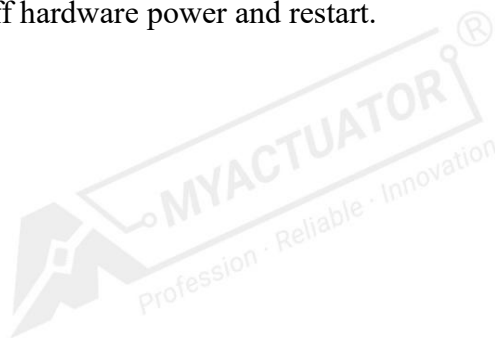 ff hardware power and restart.
MYACTUATOR®
Profession · Reliable · Innovation